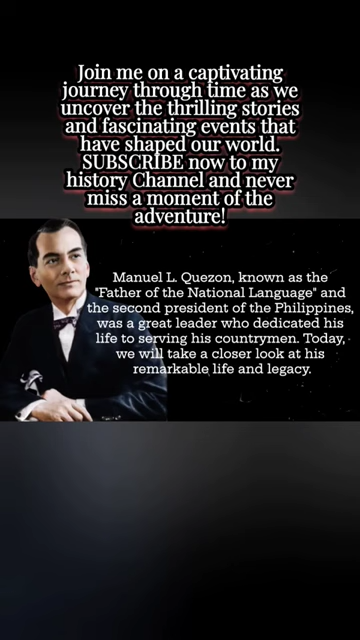 Join me on a captivating
journey through time as we
uncover the thrilling stories
and fascinating events that
have shaped our world.
SUBSCRIBE now to my
history Channel and never
miss a moment of the
adventure!
Manuel L. Quezon, known as the
"Father of the National Language" and
the second president of the Philippines,
was a great leader who dedicated his
life to serving his countrymen. Today,
we will take a closer look at his
remarkable life and legacy.